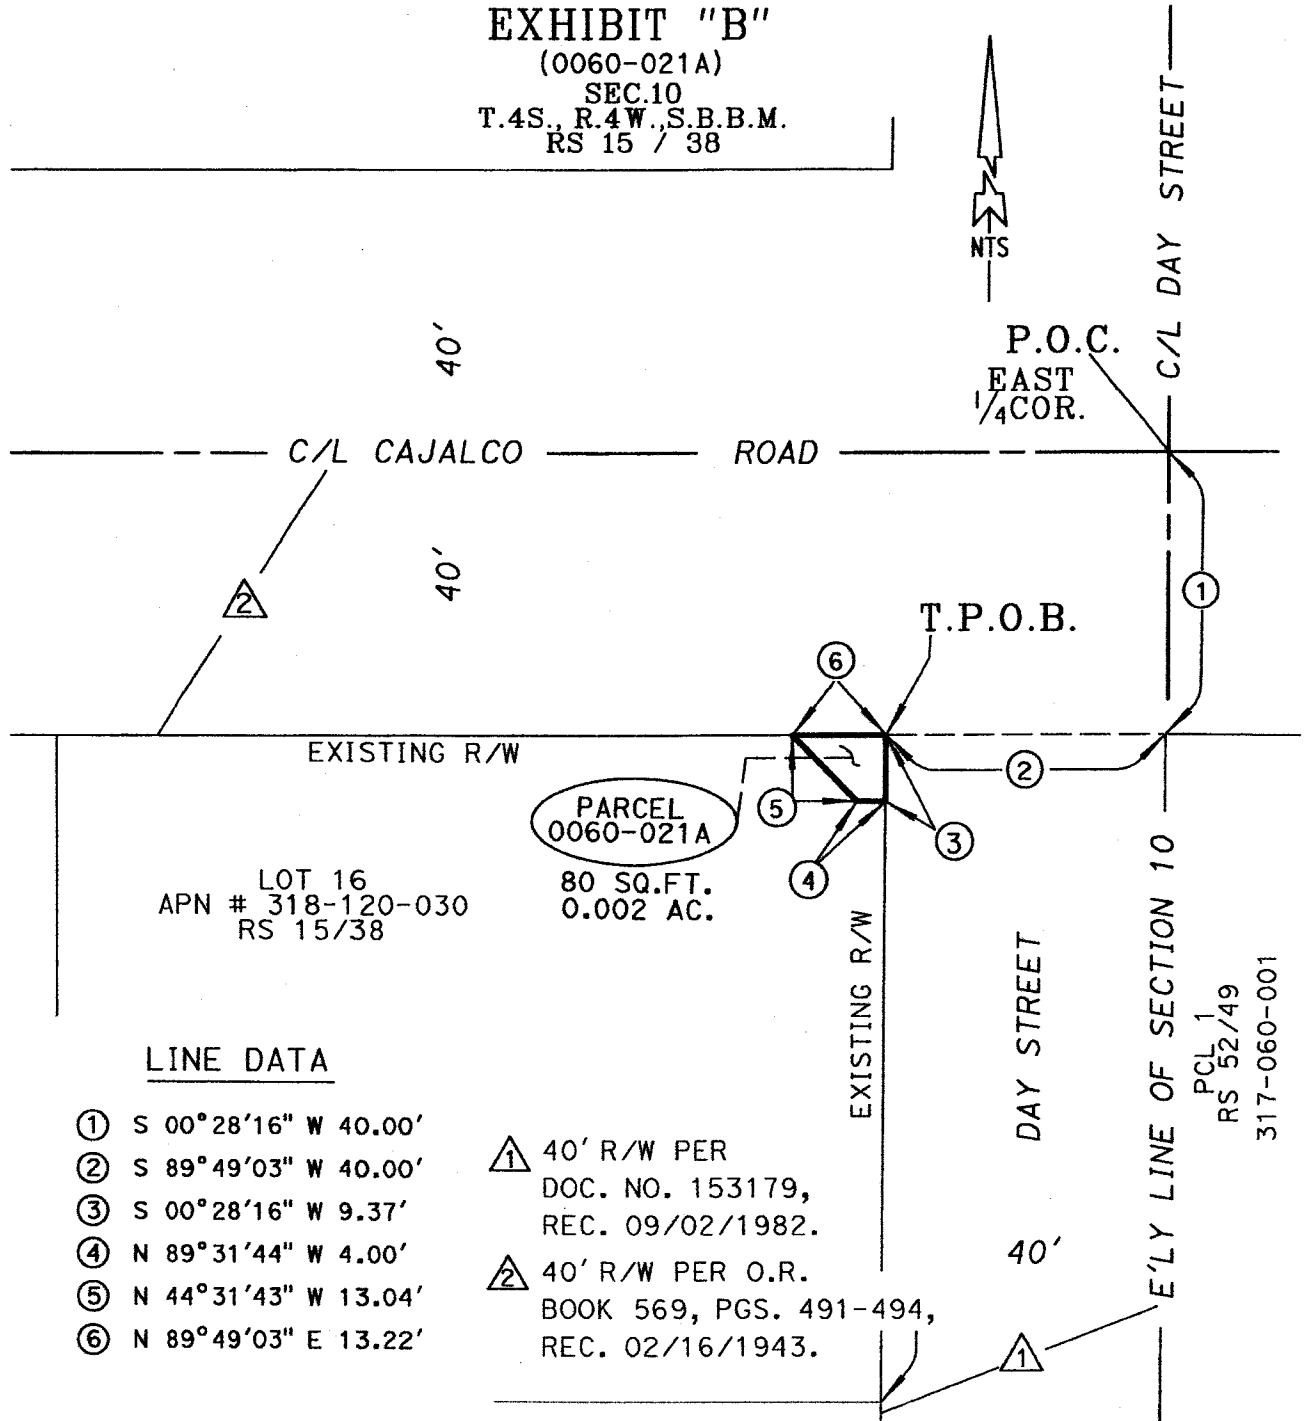 EXHIBIT "B"
(0060-021A)
SEC.10
T.4S., R.4W.,S.B.B.M.
RS 15 / 38
NTS
C/L DAY STREET
P.O.C.
EAST
1/4 COR.
40'
C/L CAJALCO ROAD
40'
2
1
T.P.O.B.
6
EXISTING R/W
2
5
3
4
PARCEL
0060-021A
80 SQ.FT.
0.002 AC.
LOT 16
APN # 318-120-030
RS 15/38
EXISTING R/W
DAY STREET
40'
E'LY LINE OF SECTION 10
PCL 1
RS 52/49
317-060-001
LINE DATA
1 S 00°28'16" W 40.00'
2 S 89°49'03" W 40.00'
3 S 00°28'16" W 9.37'
4 N 89°31'44" W 4.00'
5 N 44°31'43" W 13.04'
6 N 89°49'03" E 13.22'
1 40' R/W PER
DOC. NO. 153179,
REC. 09/02/1982.
2 40' R/W PER O.R.
BOOK 569, PGS. 491-494,
REC. 02/16/1943.
1